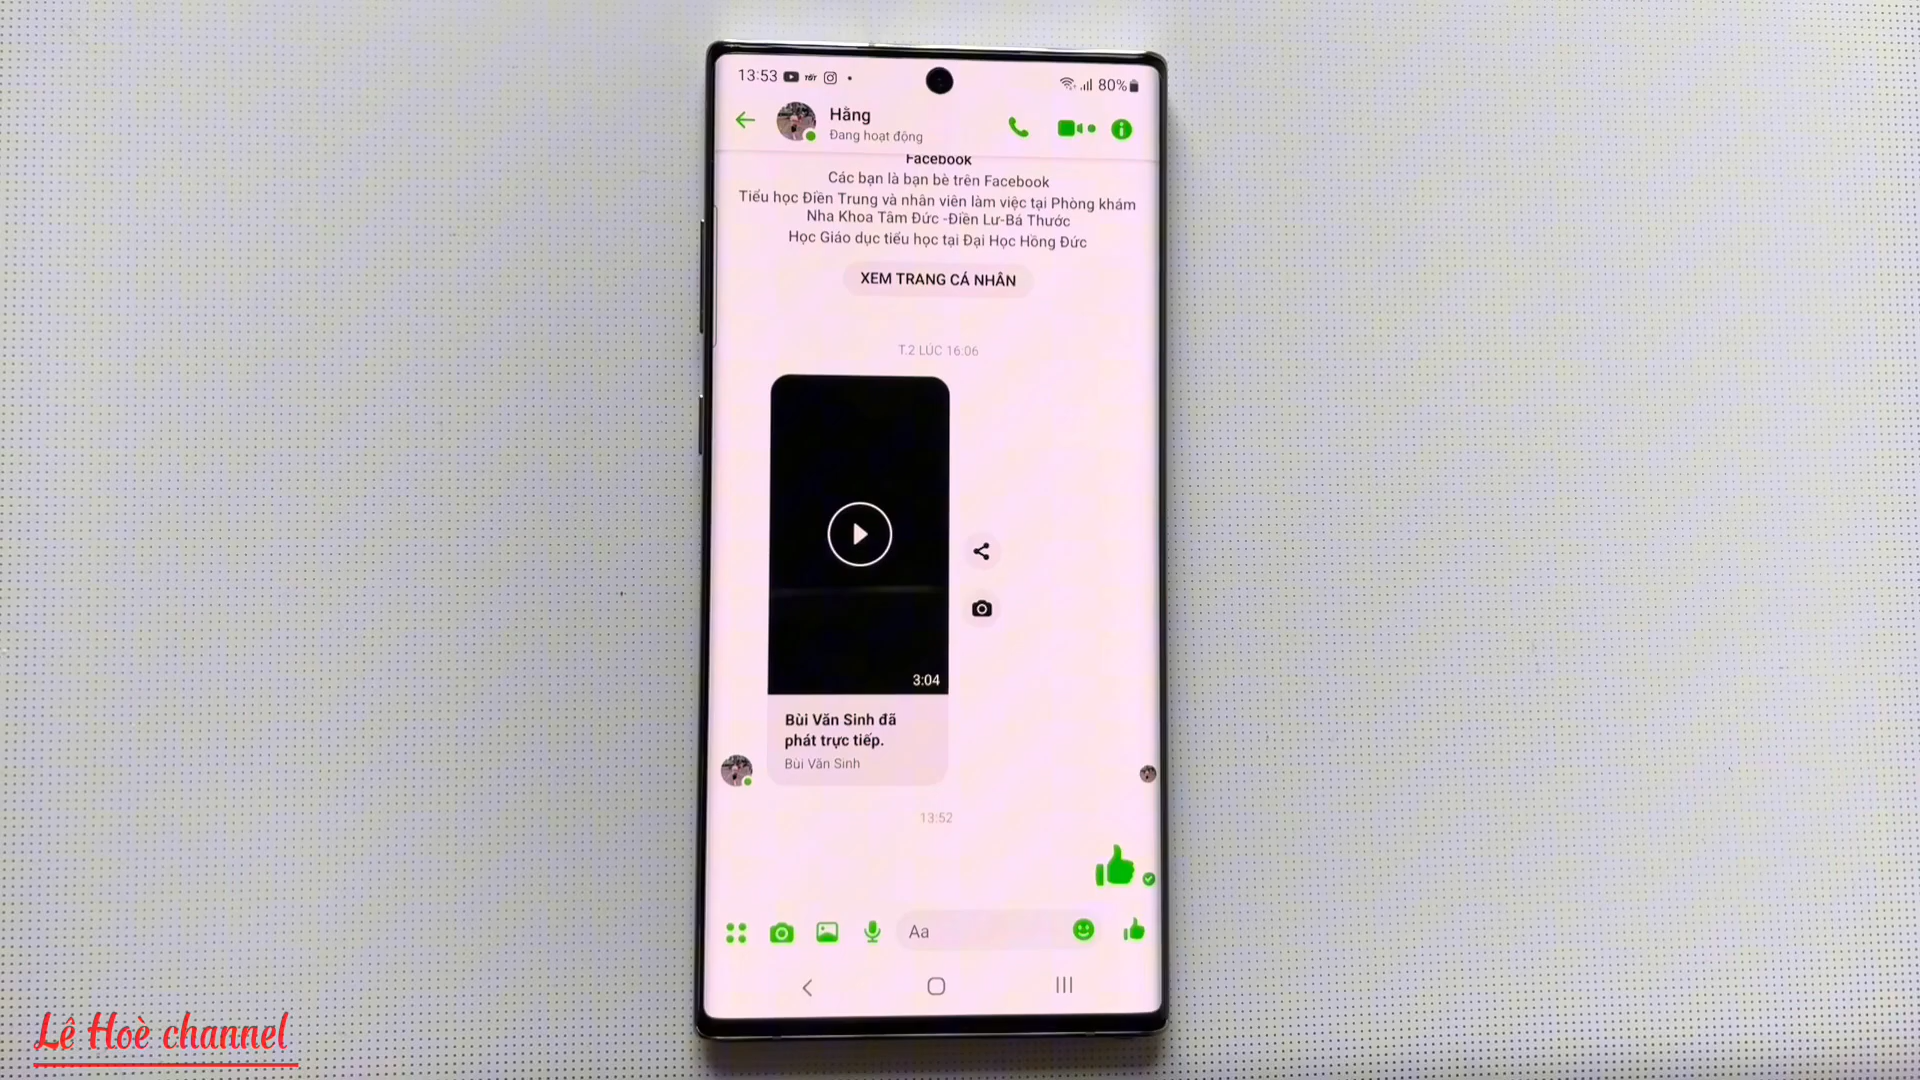 13:53
80%
Hằng
Đang hoạt động
Facebook
Các bạn là bạn bè trên Facebook
Tiểu học Điền Trung và nhân viên làm việc tại Phòng khám
Nha Khoa Tâm Đức -Điền Lư-Bá Thước
Học Giáo dục tiểu học tại Đại Học Hồng Đức
XEM TRANG CÁ NHÂN
T.2 LÚC 16:06
3:04
Bùi Văn Sinh đã
phát trực tiếp.
Bùi Văn Sinh
13:52
Aa
Lê Hoè channel